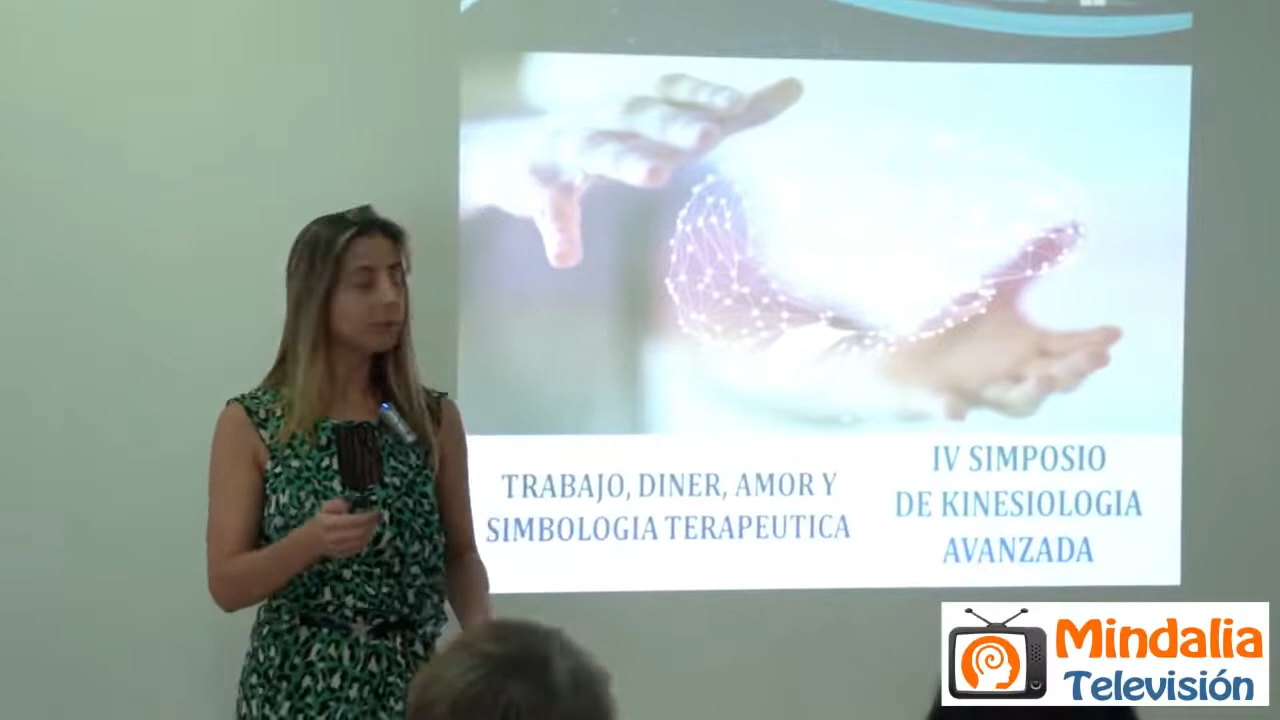 TRABAJO, DINER, AMOR Y
SIMBOLOGIA TERAPEUTICA
IV SIMPOSIO
DE KINESIOLOGIA
AVANZADA
Mindalia
Televisión